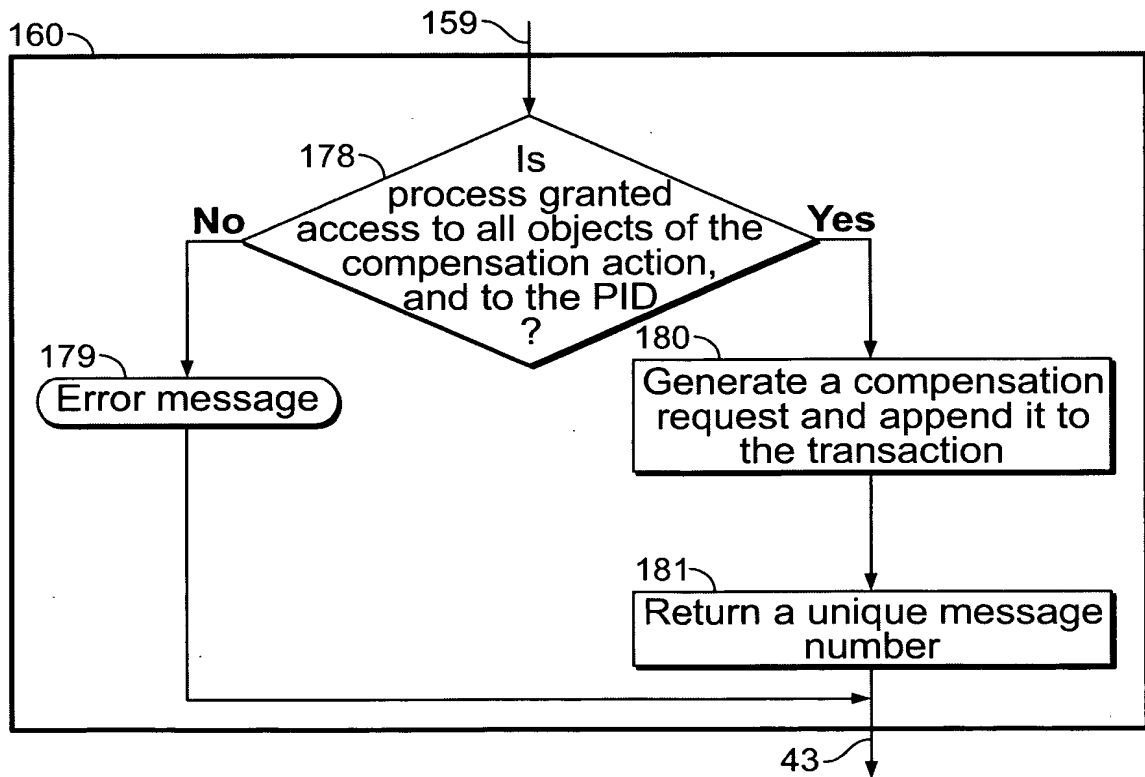 159
160
178
Is
process granted
access to all objects of the
compensation action,
and to the PID
?
No
Yes
179
Error message
180
Generate a compensation
request and append it to
the transaction
181
Return a unique message
number
43